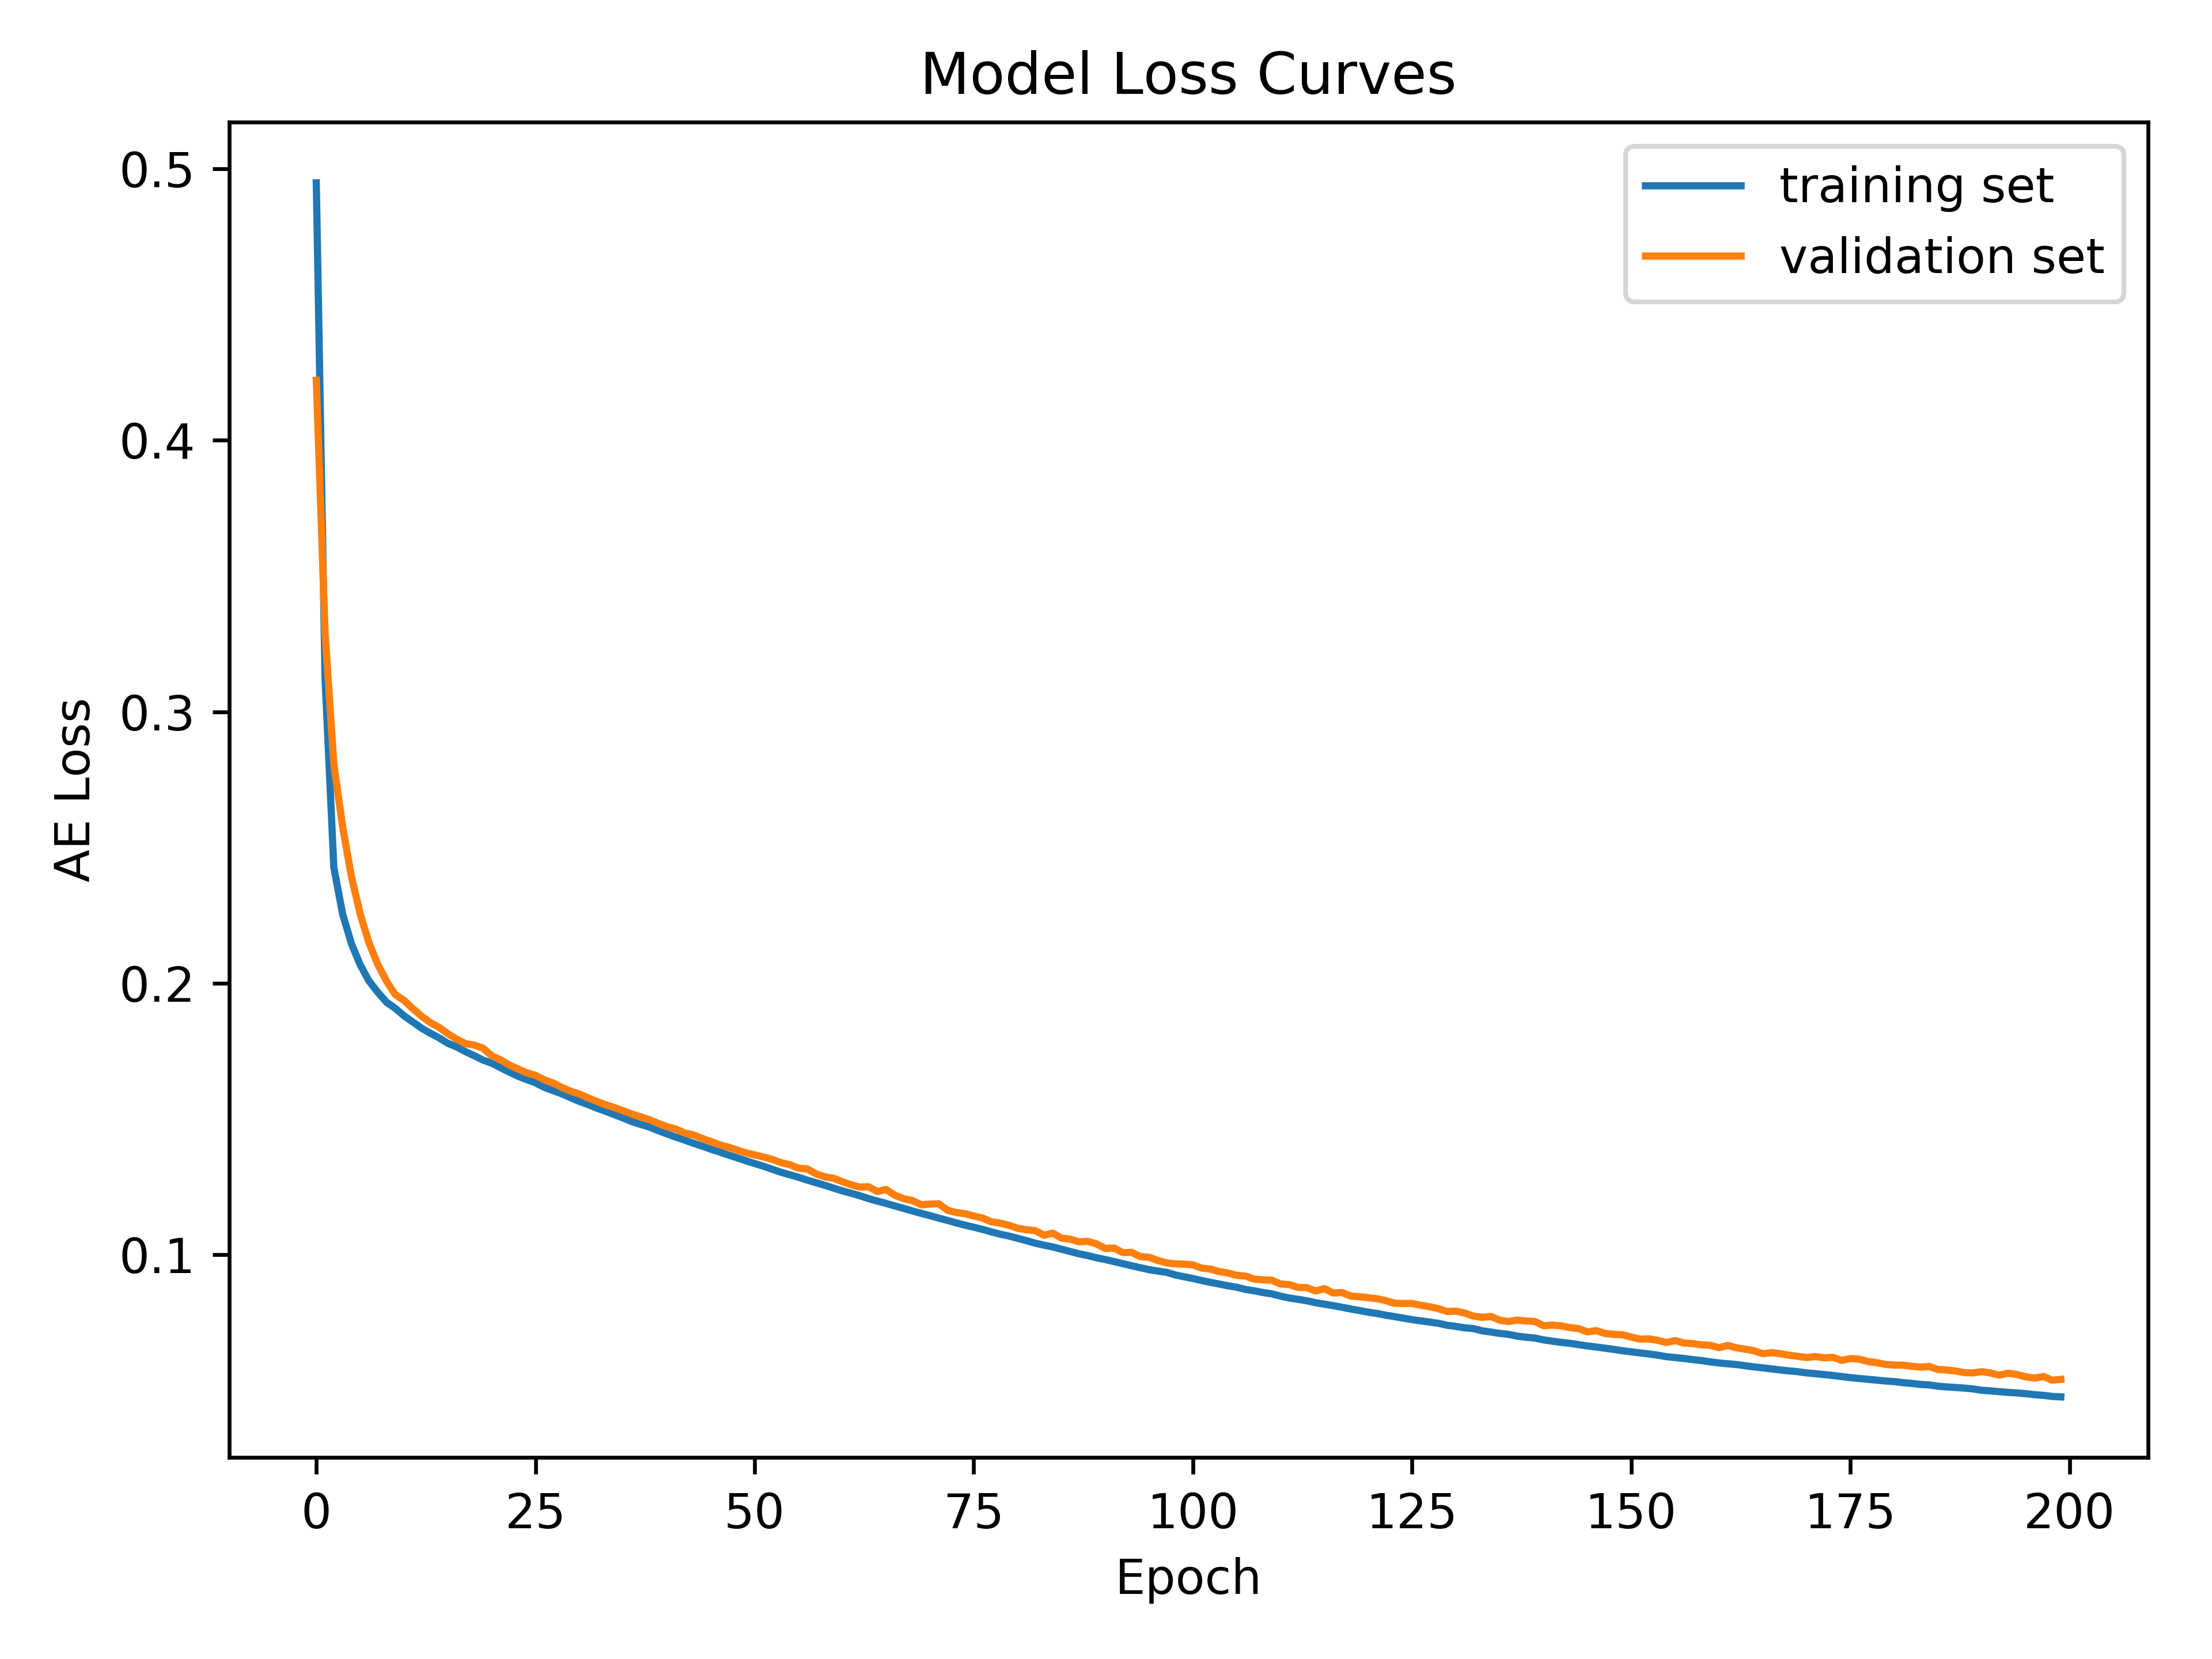 Model Loss Curves
training set
validation set
0.5
0.4
0.3
0.2
0.1
AE Loss
0
25
50
75
100
125
150
175
200
Epoch